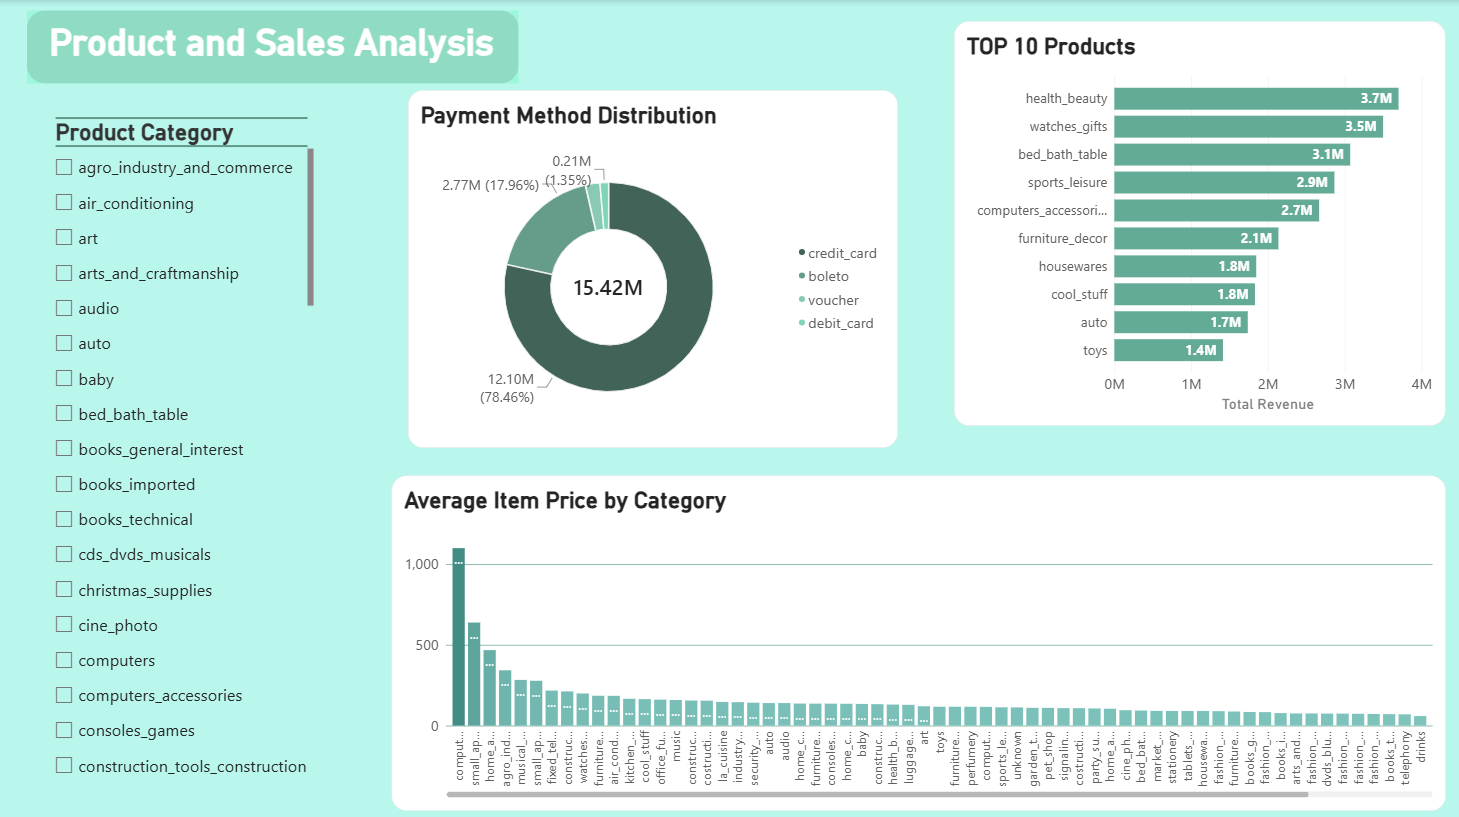 Product and Sales Analysis
Product Category
agro_industry_and_commerce
air_conditioning
art
arts_and_craftmanship
audio
auto
baby
bed_bath_table
books_general_interest
books_imported
books_technical
cds_dvds_musicals
christmas_supplies
cine_photo
computers
computers_accessories
consoles_games
construction_tools_construction
Payment Method Distribution
0.21M
(1.35%)
2.77M (17.96%)
15.42M
12.10M
(78.46%)
credit_card
boleto
voucher
debit_card
TOP 10 Products
health_beauty 3.7M
watches_gifts 3.5M
bed_bath_table 3.1M
sports_leisure 2.9M
computers_accessori... 2.7M
furniture_decor 2.1M
housewares 1.8M
cool_stuff 1.8M
auto 1.7M
toys 1.4M
0M 1M 2M 3M 4M
Total Revenue
Average Item Price by Category
1,000
500
0
comput...
small_ap...
home_a...
agro_ind...
musical_...
small_ap...
fixed_tel...
construc...
watches...
furniture...
air_cond...
kitchen_...
cool_stuff
office_fu...
music
construc...
constructi...
la_cuisine
industry...
security_...
auto
audio
home_c...
furniture...
consoles...
home_c...
baby
construc...
health_b...
luggage...
art
toys
furniture...
perfumery
comput...
sports_le...
unknown
garden_t...
pet_shop
signalin...
constructi...
party_su...
home_a...
cine_ph...
bed_bat...
market_...
stationery
tablets_...
housewa...
fashion_...
furniture...
books_g...
fashion_...
books_i...
arts_and...
fashion_...
dvds_blu...
fashion_...
fashion_...
fashion_...
books_t...
telephony
drinks